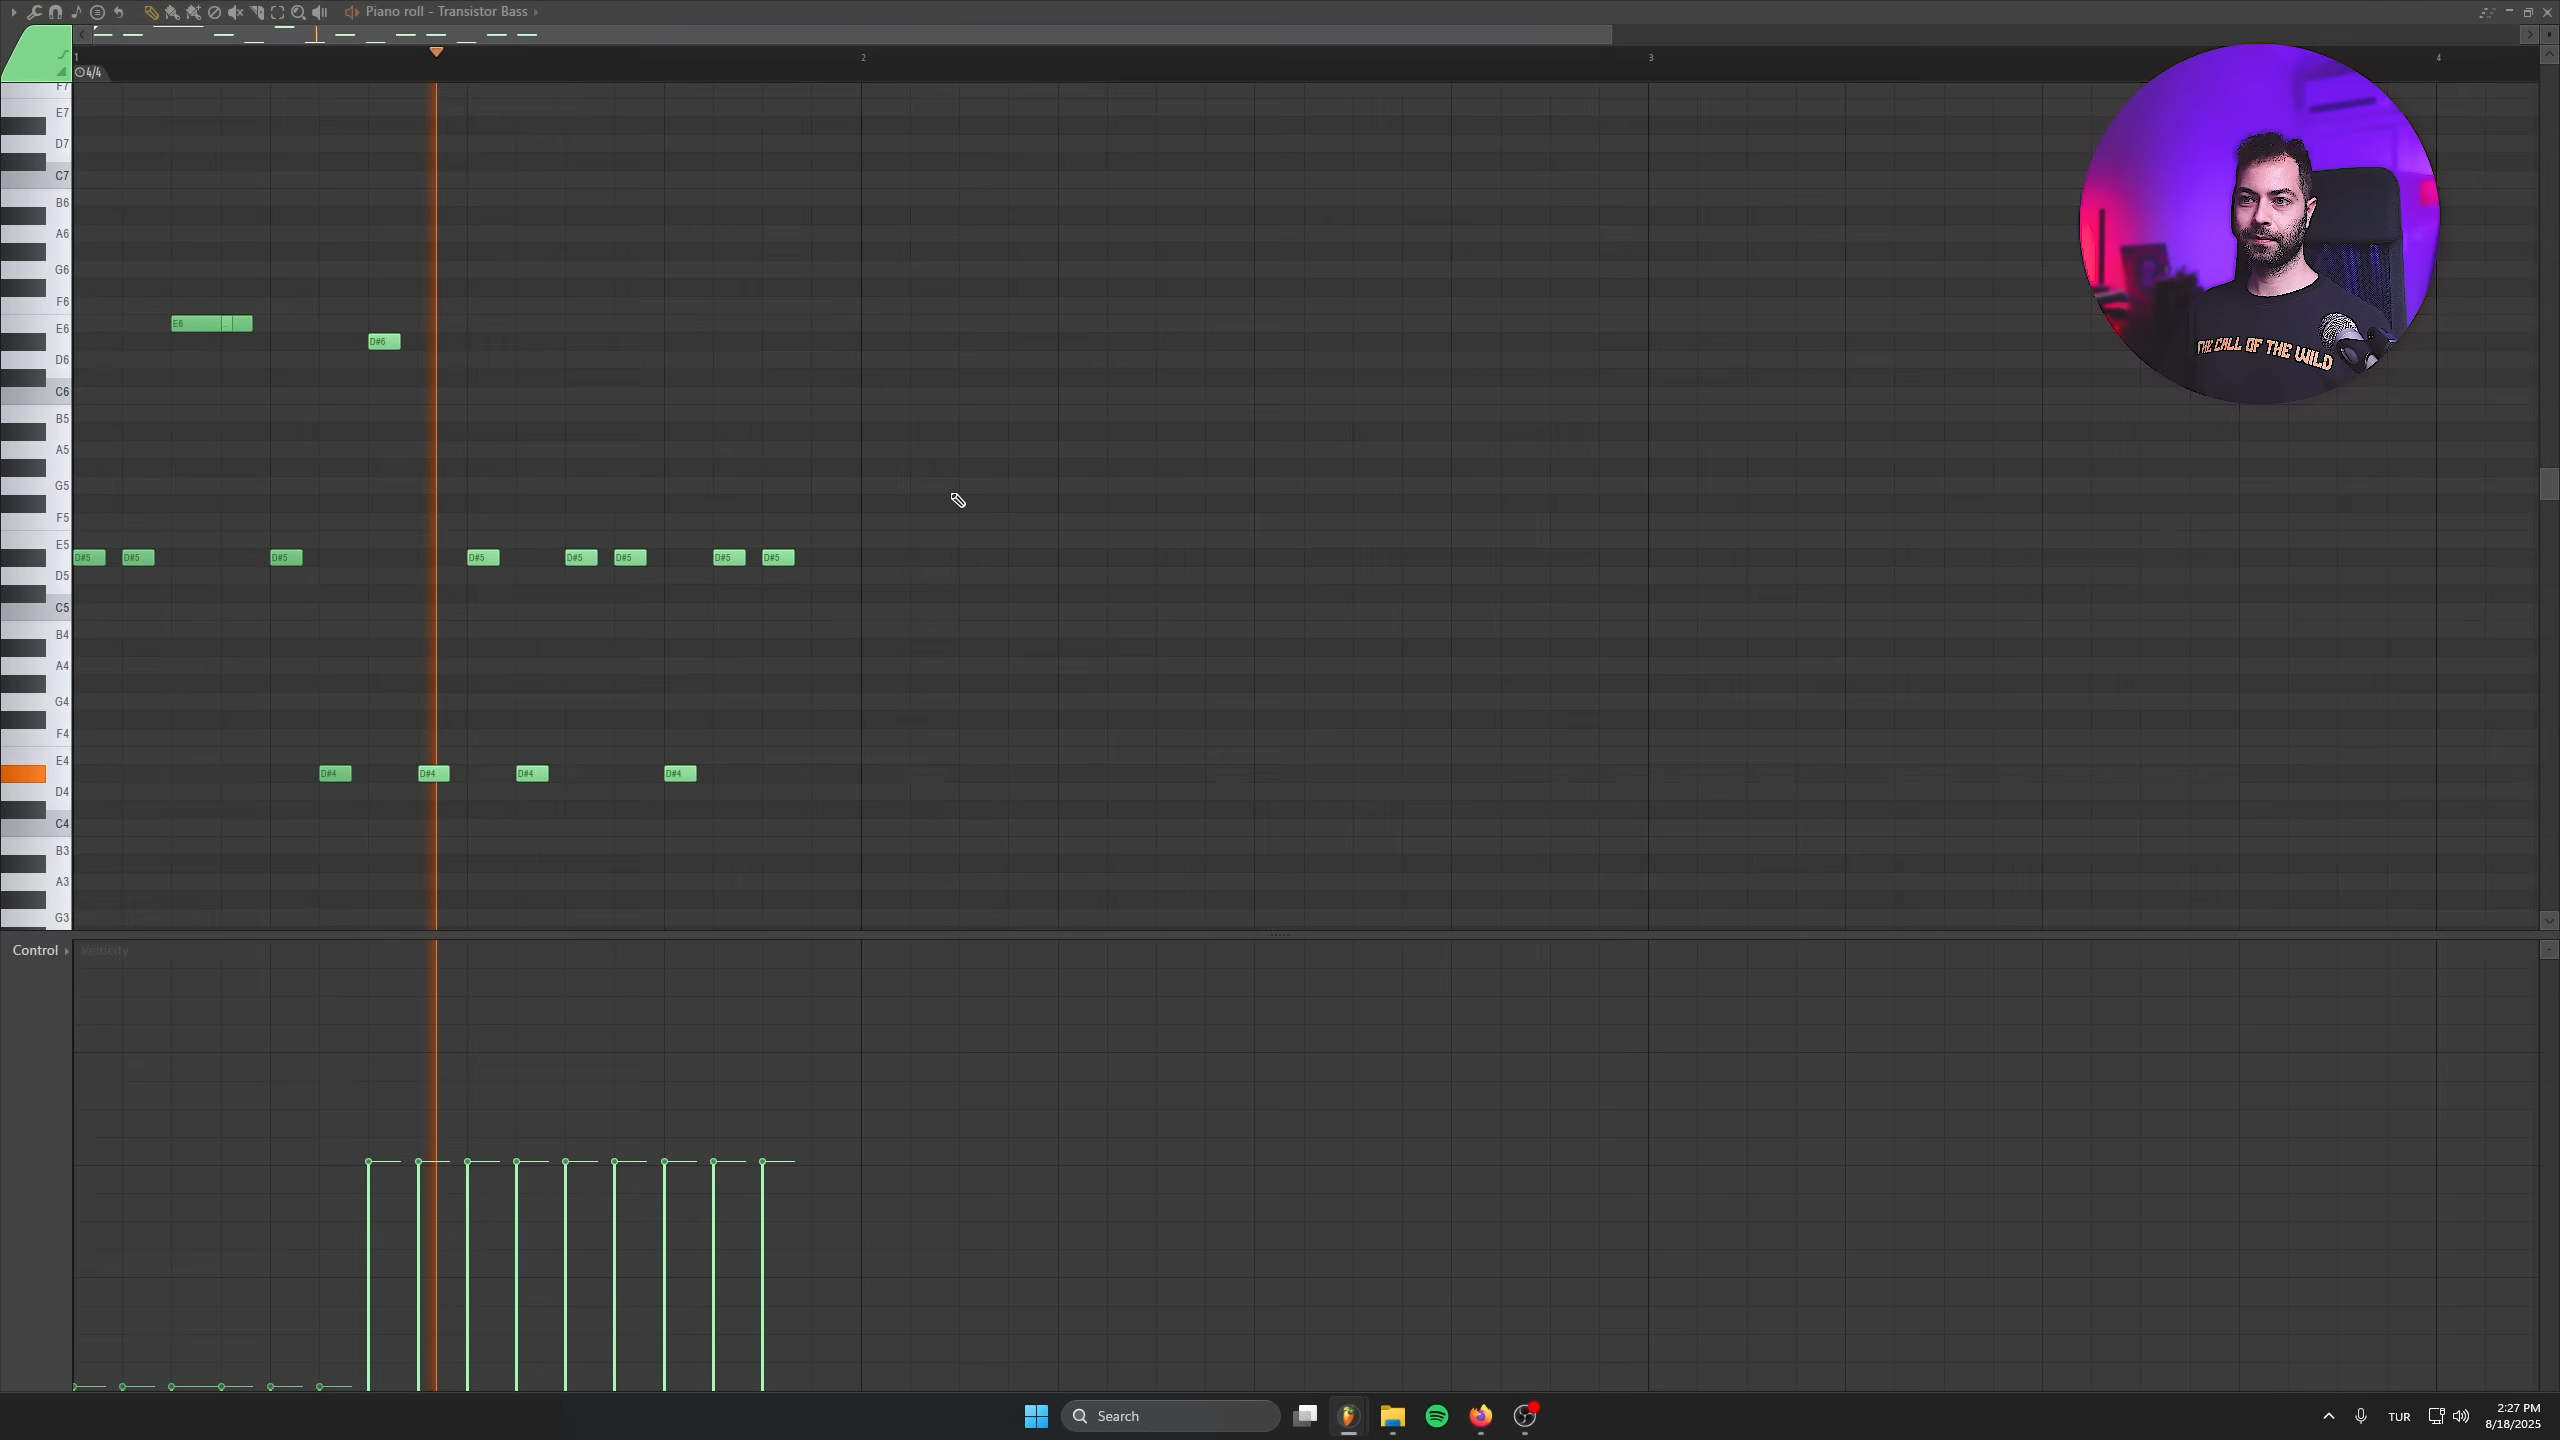 Piano roll - Transistor Bass
1 2 3 4
4/4
F7
E7
D7
C7
B6
A6
G6
F6
E6 E6
D#6
D6
C6
B5
A5
G5
F5
E5
D#5 D#5 D#5 D#5 D#5 D#5 D#5 D#5
D5
C5
B4
A4
G4
F4
E4
D#4 D#4 D#4 D#4
D4
C4
B3
A3
G3
THE CALL OF THE WILD
Control Velocity
Search
TUR
2:27 PM
8/18/2025